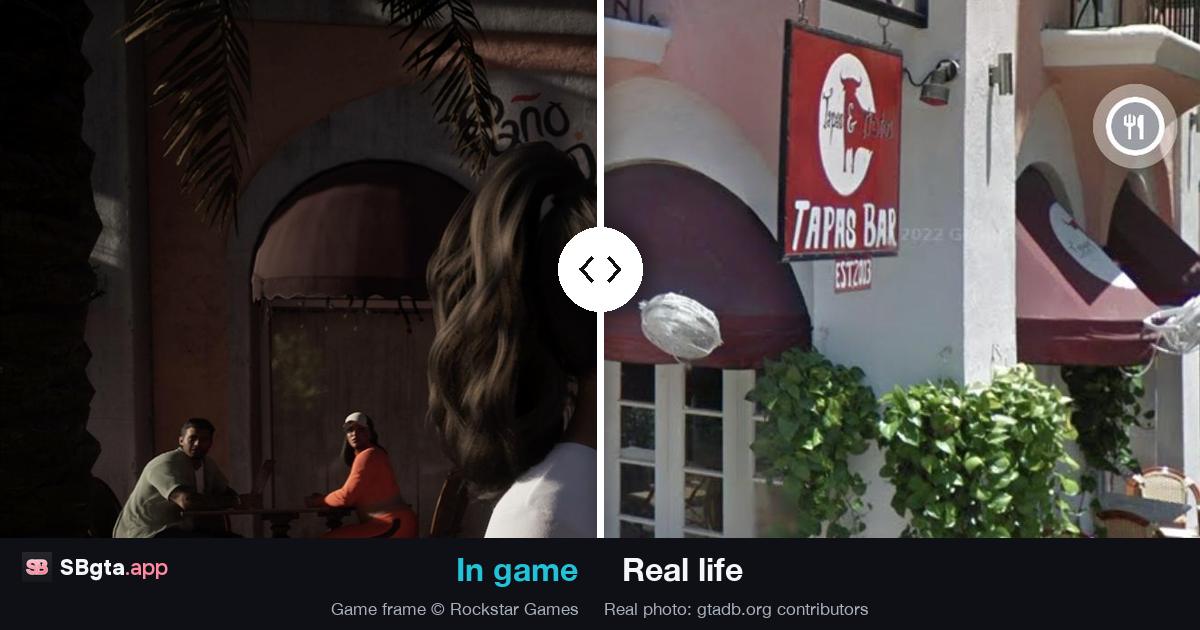 año
Tapas & Tintos
TAPAS BAR
EST2013
2022 G
SBgta.app
In game
Real life
Game frame © Rockstar Games
Real photo: gtadb.org contributors